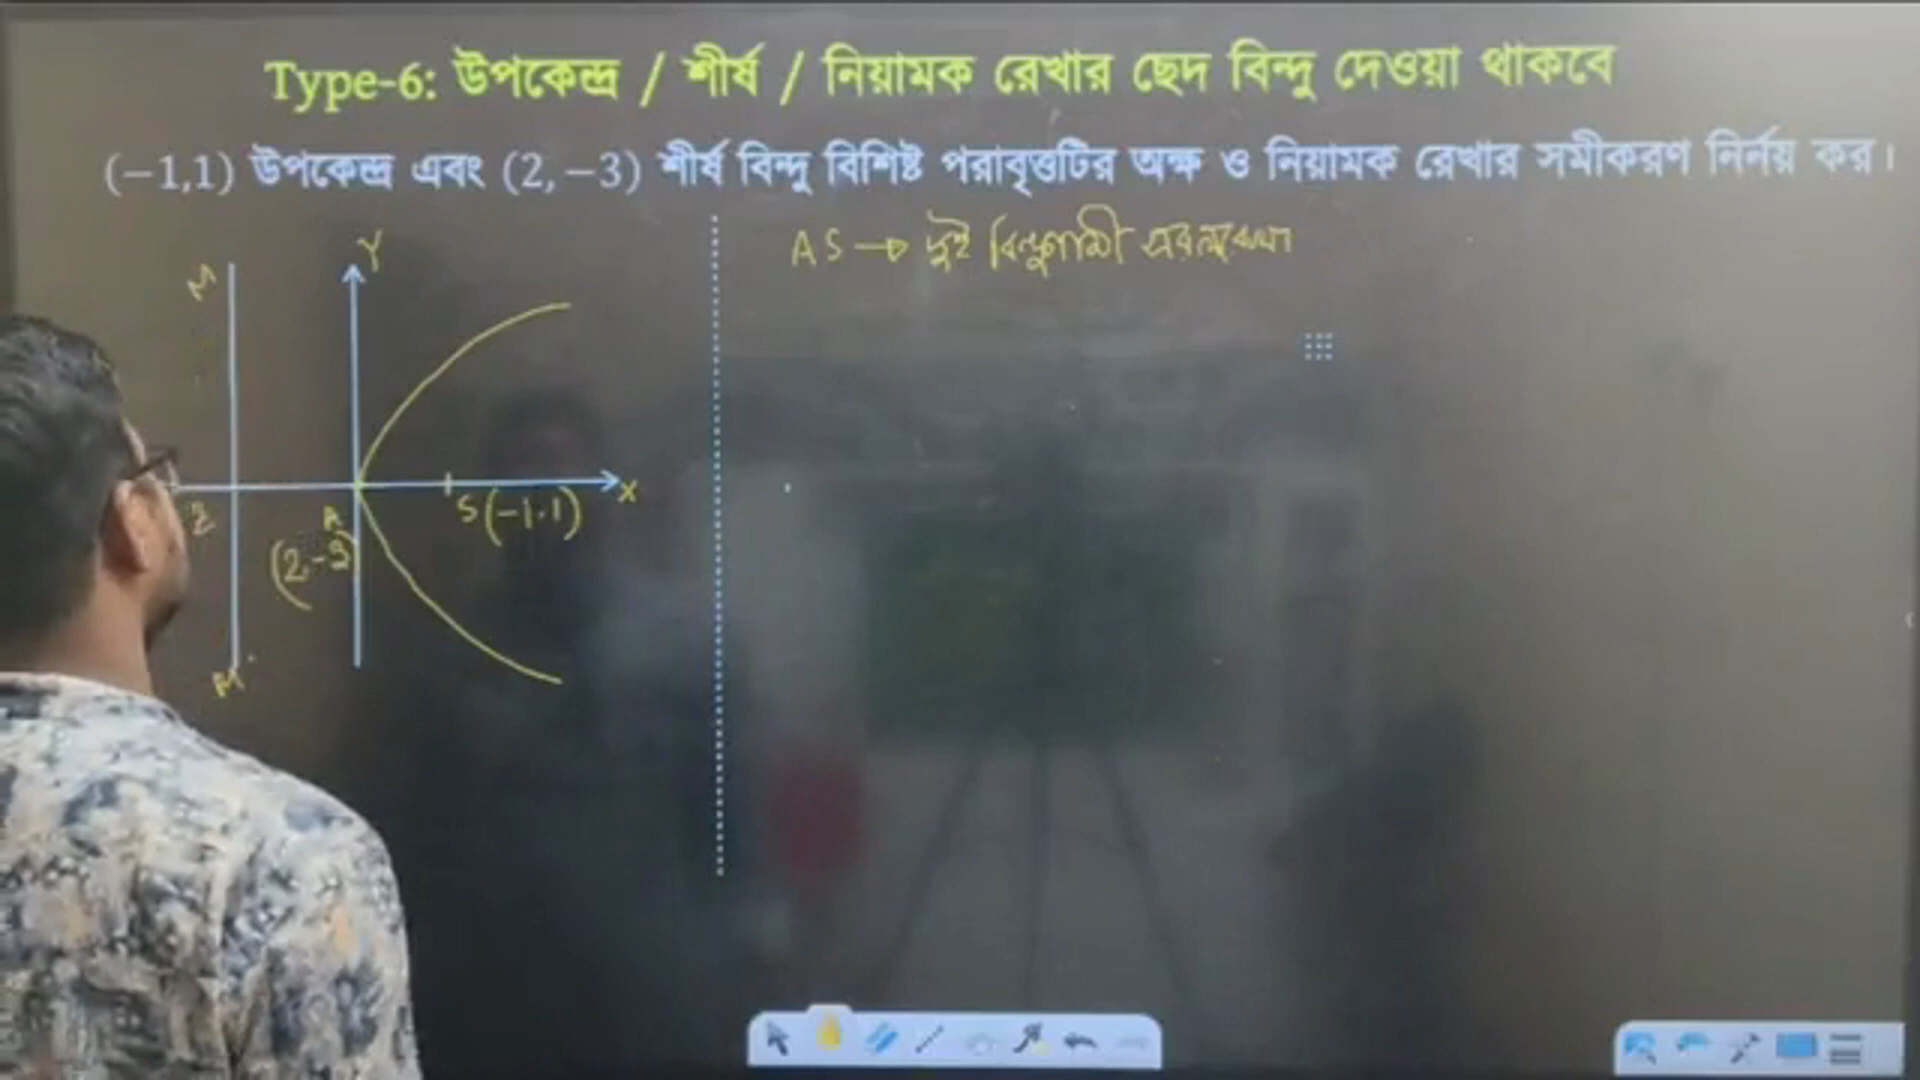 Type-6: উপকেন্দ্র / শীর্ষ / নিয়ামক রেখার ছেদ বিন্দু দেওয়া থাকবে
(−1,1) উপকেন্দ্র এবং (2,−3) শীর্ষ বিন্দু বিশিষ্ট পরাবৃত্তটির অক্ষ ও নিয়ামক রেখার সমীকরণ নির্নয় কর।
AS → দুই বিন্দুগামী সরলরেখা
Y
M
X
Z
A
S(-1,1)
(2,-3)
M'